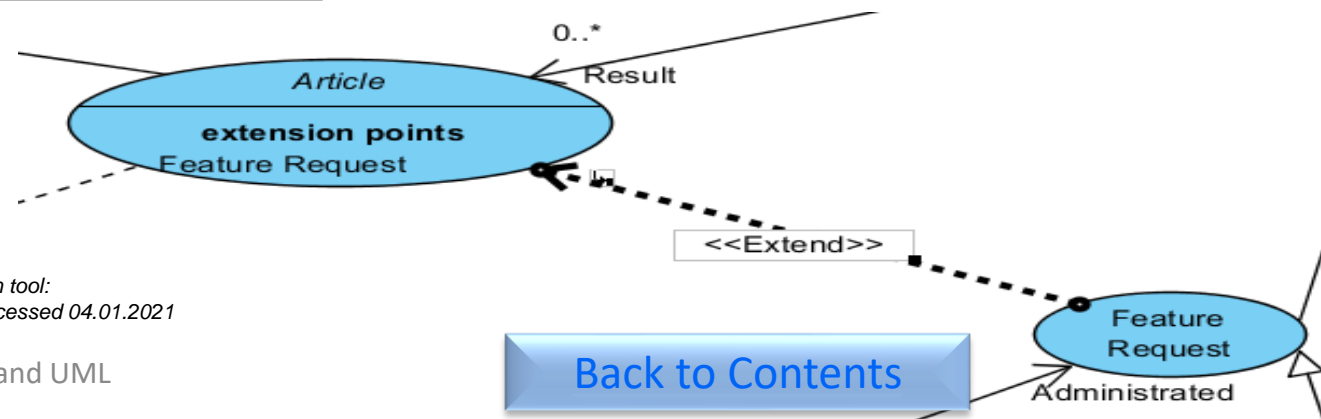 0..*
Result
Article
extension points
Feature Request
<<Extend>>
n tool:
cessed 04.01.2021
Feature
Request
Administrated
and UML
Back to Contents